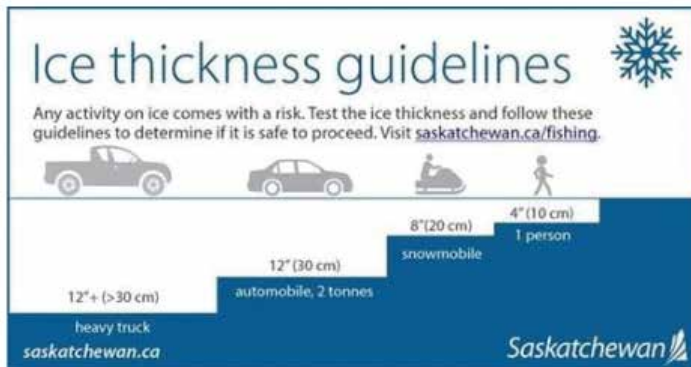 Ice thickness guidelines
Any activity on ice comes with a risk. Test the ice thickness and follow these
guidelines to determine if it is safe to proceed. Visit saskatchewan.ca/fishing.
4" (10 cm)
1 person
8"(20 cm)
snowmobile
12" (30 cm)
automobile, 2 tonnes
12"+ (>30 cm)
heavy truck
saskatchewan.ca
Saskatchewan